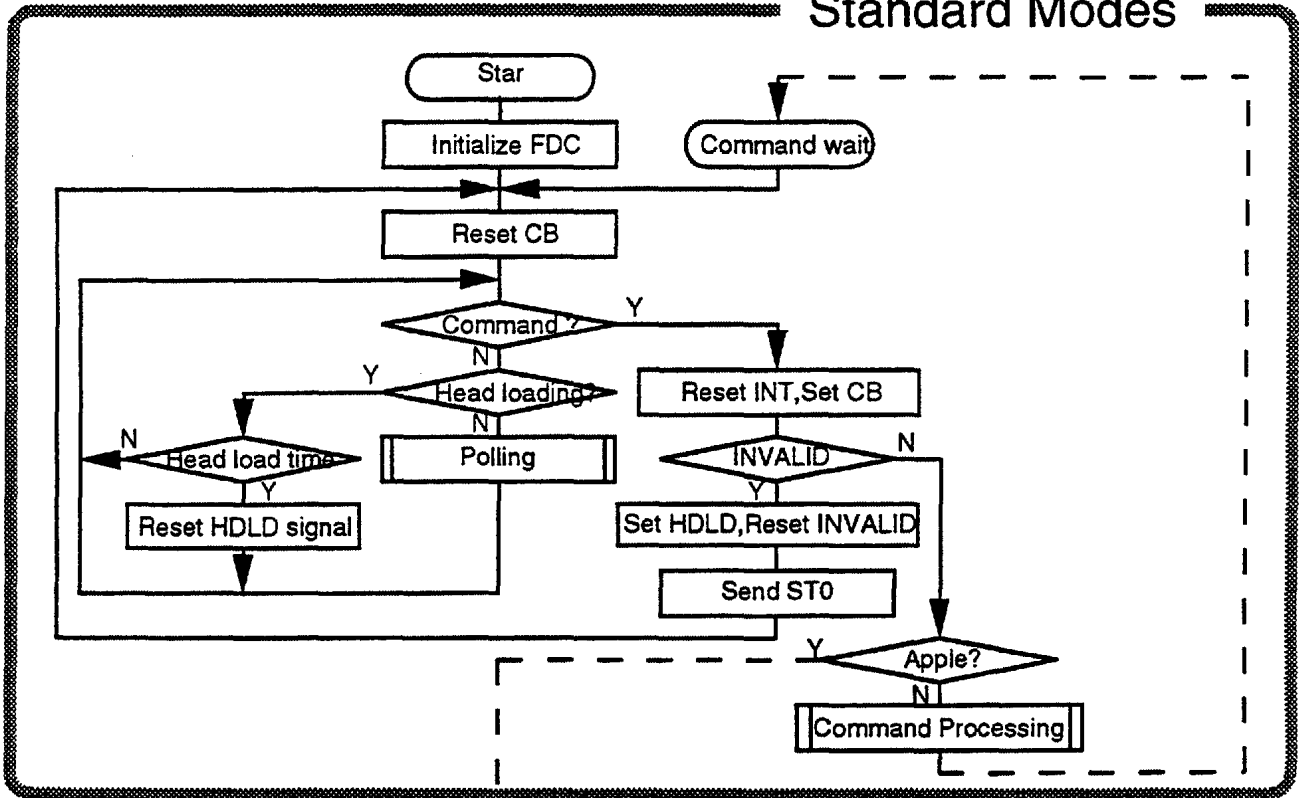 Standard Modes
Star
Initialize FDC
Command wait
Reset CB
Command ?
Y
N
Y
Head loading?
Reset INT,Set CB
N
N
N
Head load time
Polling
INVALID
Y
Y
Reset HDLD signal
Set HDLD,Reset INVALID
Send ST0
Y
Apple?
N
Command Processing